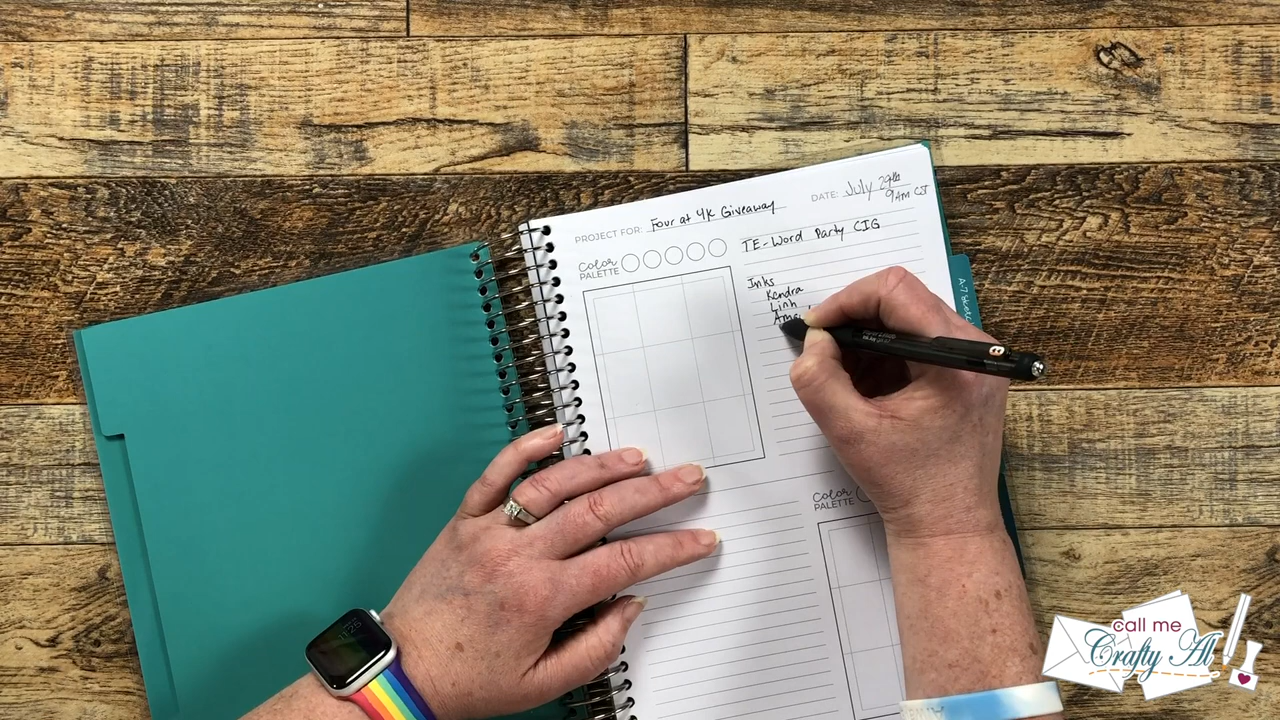 PROJECT FOR: Four at 4K Giveaway
DATE: July 29th
9AM CST
Color
PALETTE
TE-Word Party CIG
Inks
Kendra
Linh
Color
PALETTE
call me
Crafty Al